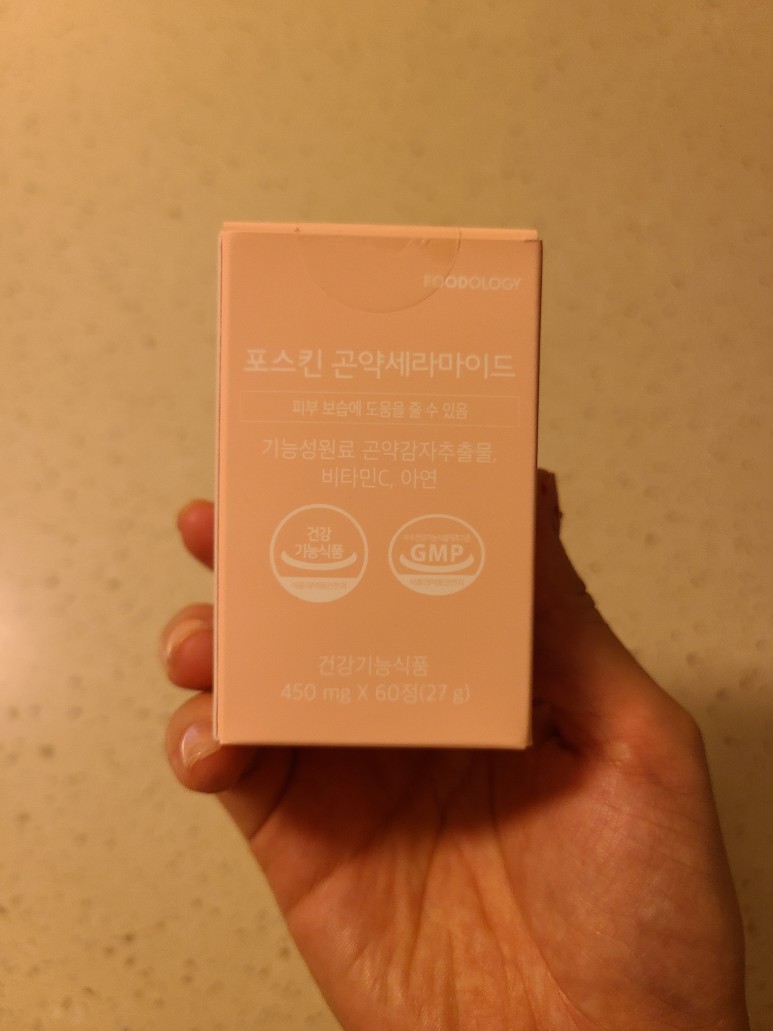 FOODOLOGY
포스킨 곤약세라마이드
피부 보습에 도움을 줄 수 있음
기능성원료 곤약감자추출물,
비타민C, 아연
건강
기능식품
GMP
건강기능식품
450 mg X 60정(27 g)